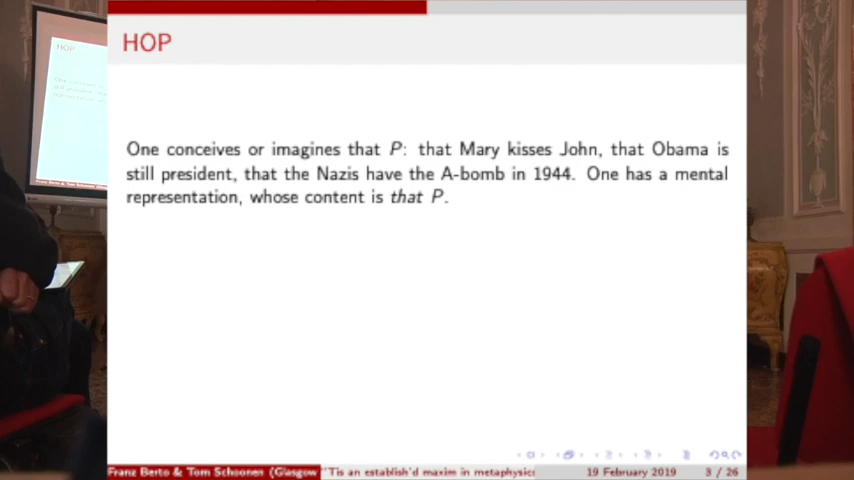 HOP
One conceives or imagines that P: that Mary kisses John, that Obama is
still president, that the Nazis have the A-bomb in 1944. One has a mental
representation, whose content is that P.
Franz Berto & Tom Schoonen (Glasgow
"Tis an establish'd maxim in metaphysics
19 February 2019
3 / 26
HOP